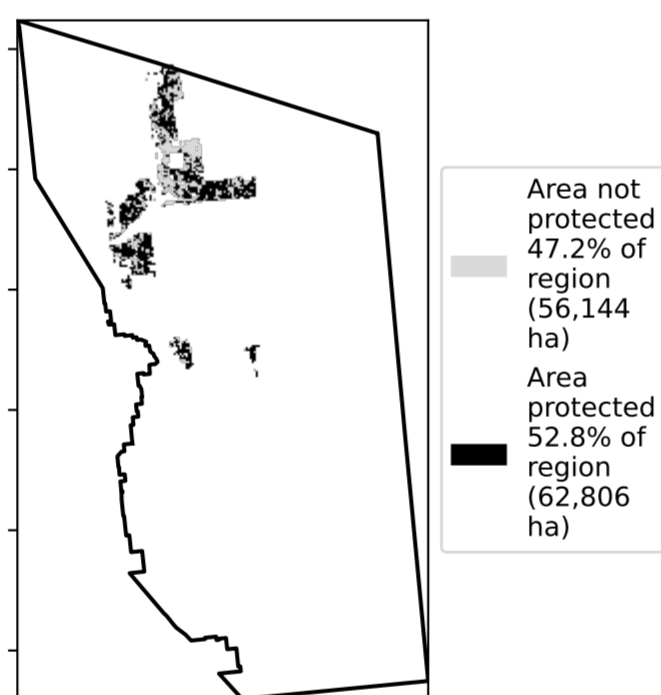 Area not
protected
47.2% of
region
(56,144
ha)
Area
protected
52.8% of
region
(62,806
ha)